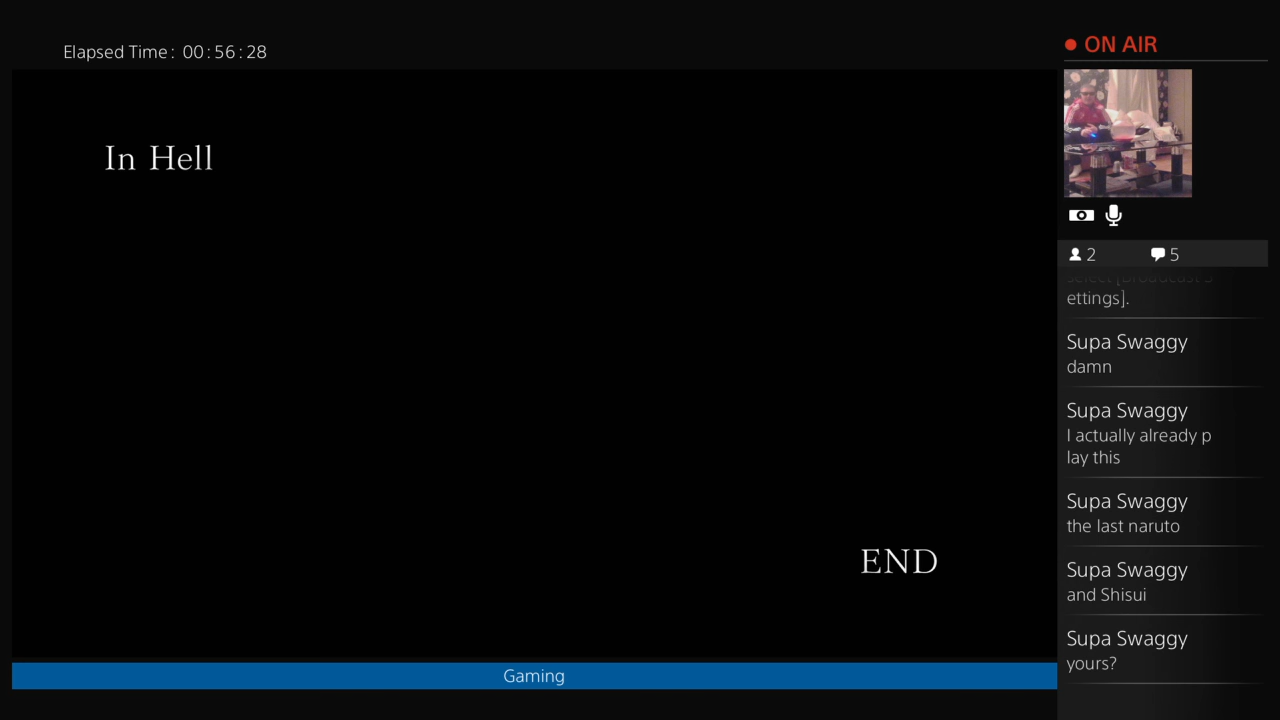 Elapsed Time: 00:56:28
ON AIR
In Hell
2
5
ettings].
Supa Swaggy
damn
Supa Swaggy
I actually already p
lay this
Supa Swaggy
the last naruto
Supa Swaggy
and Shisui
END
Supa Swaggy
yours?
Gaming